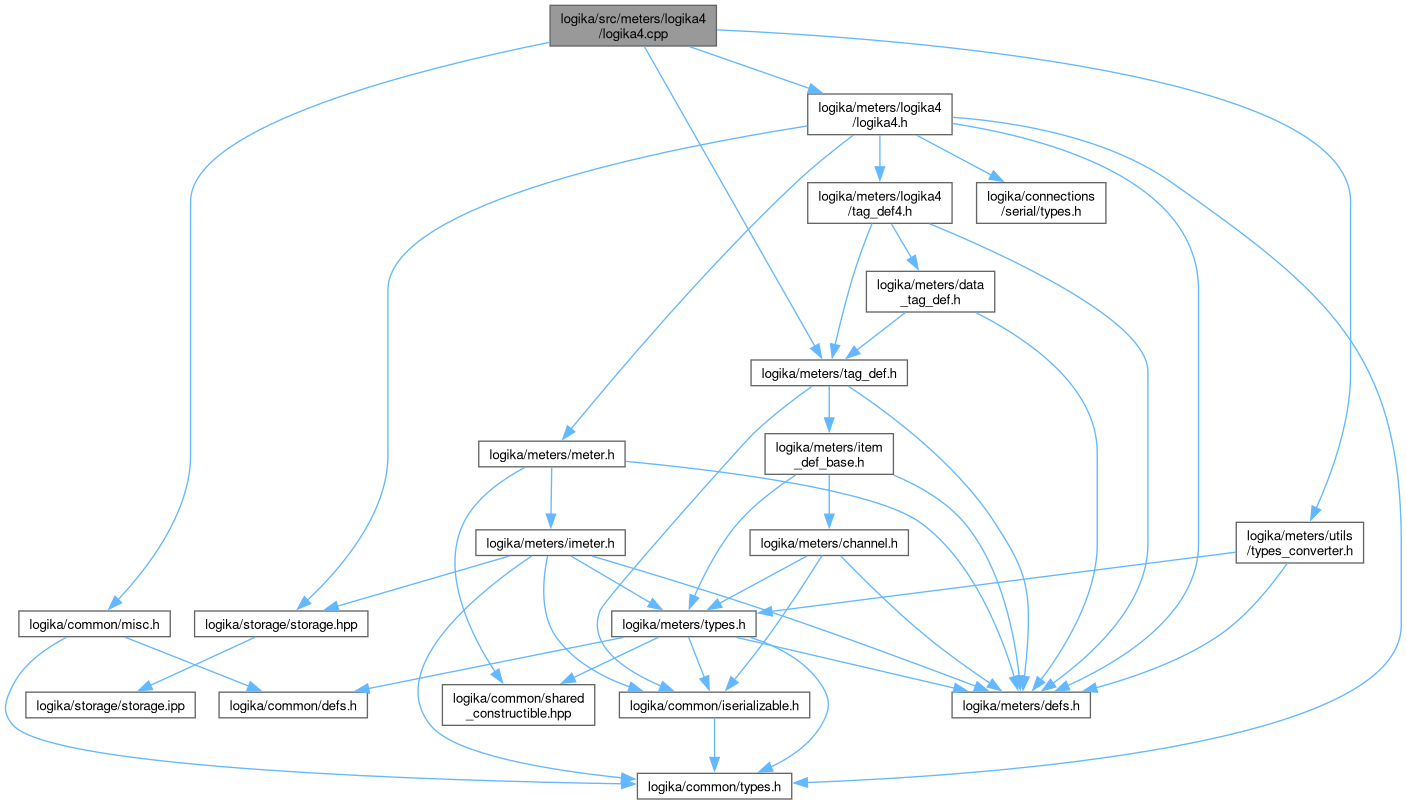 logika/src/meters/logika4
/logika4.cpp
logika/meters/logika4
/logika4.h
logika/meters/logika4
/tag_def4.h
logika/connections
/serial/types.h
logika/meters/data
_tag_def.h
logika/meters/tag_def.h
logika/meters/meter.h
logika/meters/item
_def_base.h
logika/meters/imeter.h
logika/meters/channel.h
logika/meters/utils
/types_converter.h
logika/common/misc.h
logika/storage/storage.hpp
logika/meters/types.h
logika/storage/storage.ipp
logika/common/defs.h
logika/common/shared
_constructible.hpp
logika/common/iserializable.h
logika/meters/defs.h
logika/common/types.h